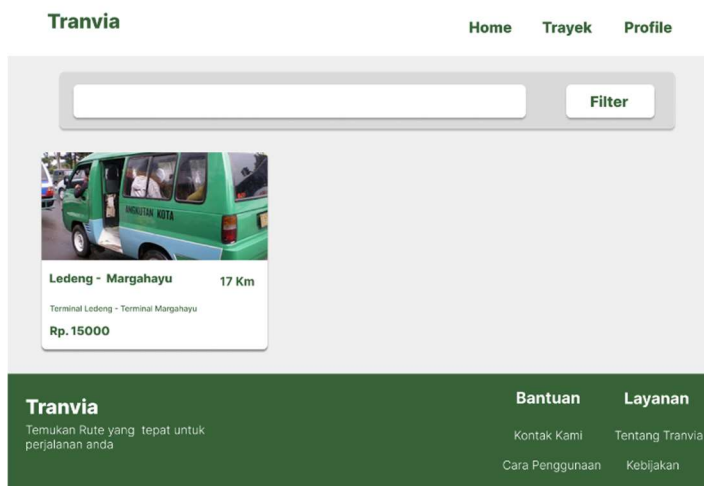 Tranvia
Home Trayek Profile
Filter
ANGKUTAN KOTA
Ledeng - Margahayu 17 Km
Terminal Ledeng - Terminal Margahayu
Rp. 15000
Tranvia
Temukan Rute yang tepat untuk
perjalanan anda
Bantuan Layanan
Kontak Kami Tentang Tranvia
Cara Penggunaan Kebijakan